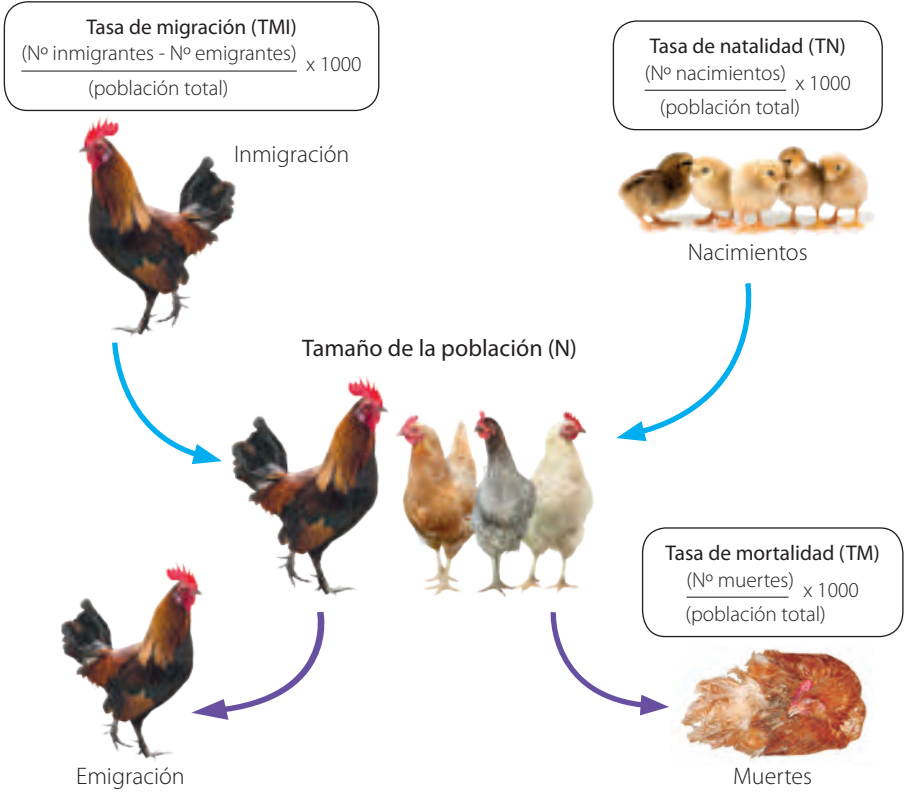 Tasa de migración (TMI)
(Nº inmigrantes - Nº emigrantes)
x 1000
(población total)
Inmigración
Tasa de natalidad (TN)
(Nº nacimientos)
x 1000
(población total)
Nacimientos
Tamaño de la población (N)
Tasa de mortalidad (TM)
(Nº muertes)
x 1000
(población total)
Emigración
Muertes